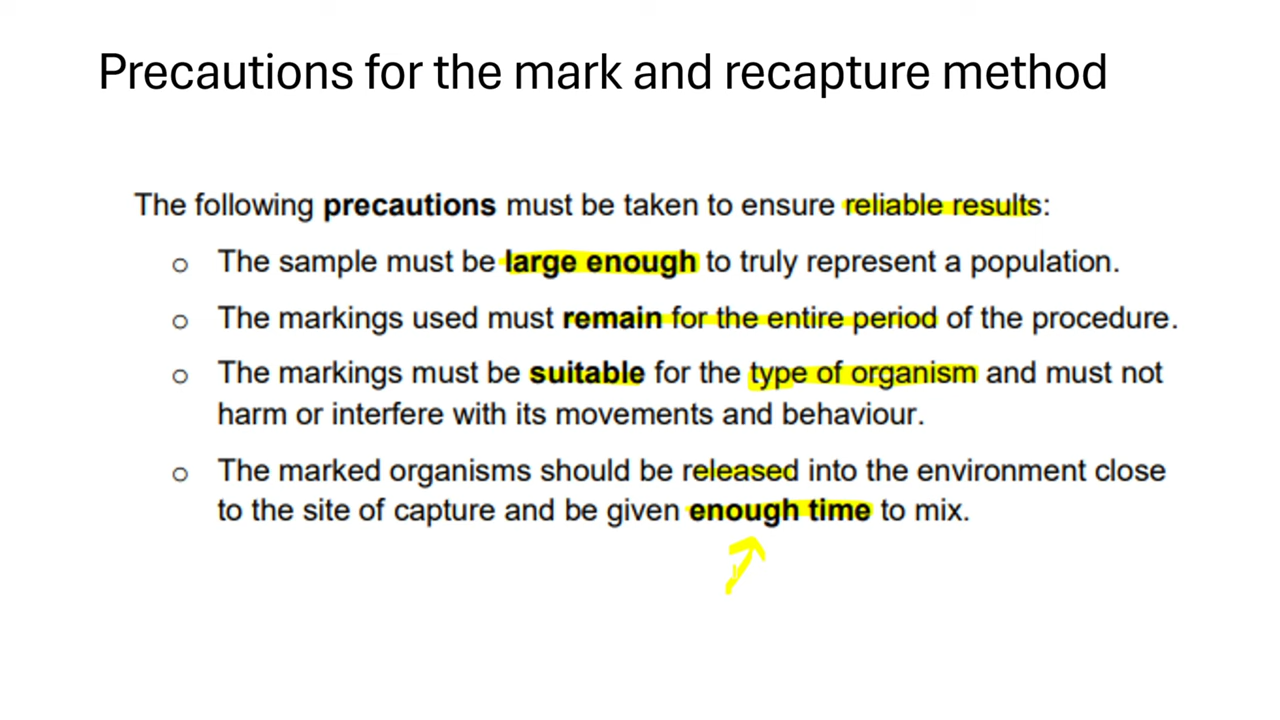 Precautions for the mark and recapture method
The following precautions must be taken to ensure reliable results:
o The sample must be large enough to truly represent a population.
o The markings used must remain for the entire period of the procedure.
o The markings must be suitable for the type of organism and must not
harm or interfere with its movements and behaviour.
o The marked organisms should be released into the environment close
to the site of capture and be given enough time to mix.